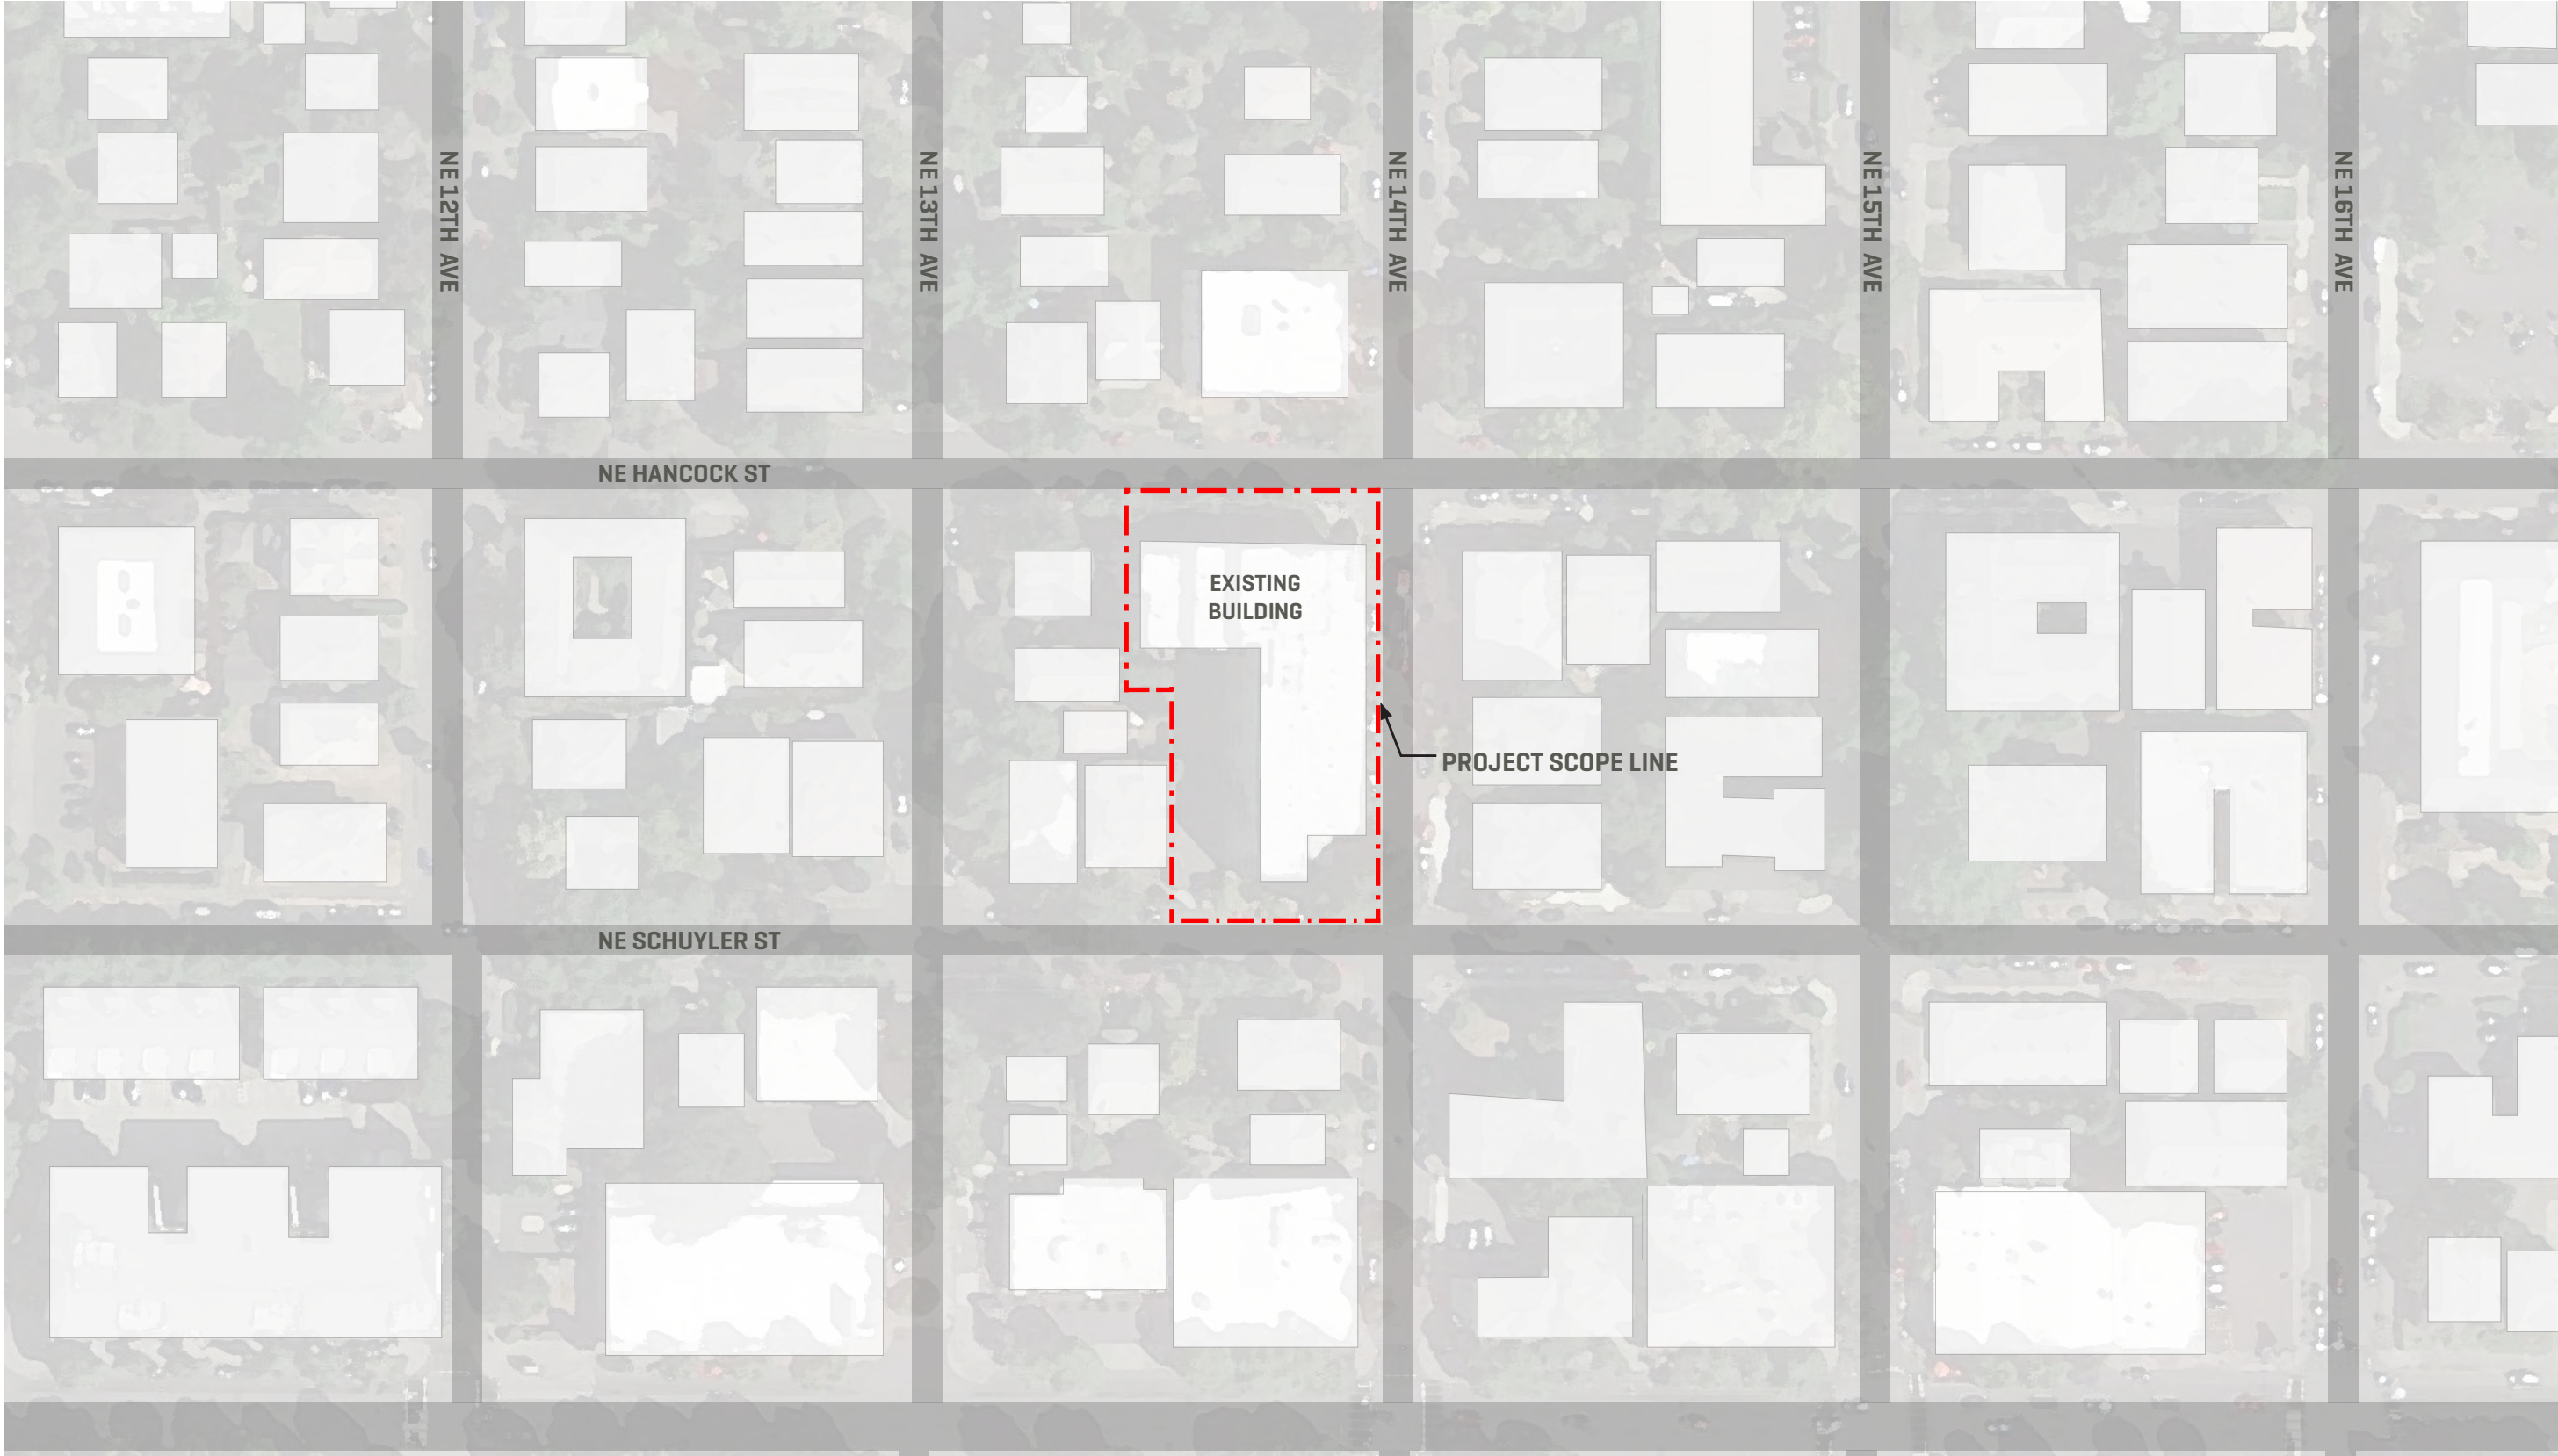 NE 12TH AVE
NE 13TH AVE
NE 14TH AVE
NE 15TH AVE
NE 16TH AVE
NE HANCOCK ST
EXISTING
BUILDING
PROJECT SCOPE LINE
NE SCHUYLER ST